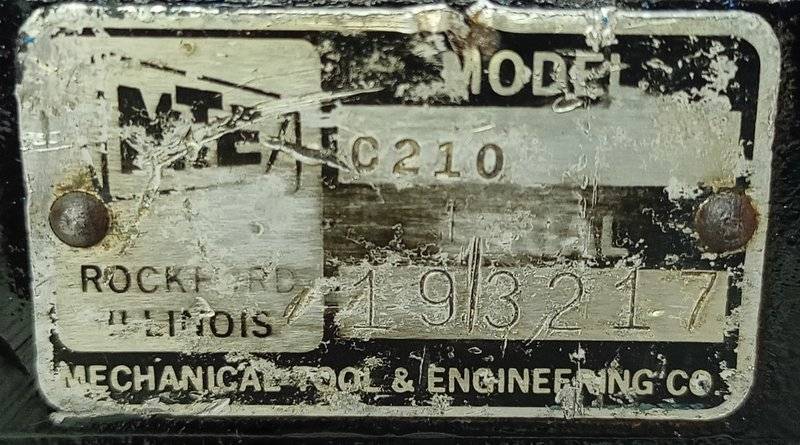 MTE
ROCKFORD
ILLINOIS
MODEL
C210
193217
MECHANICAL TOOL & ENGINEERING CO.